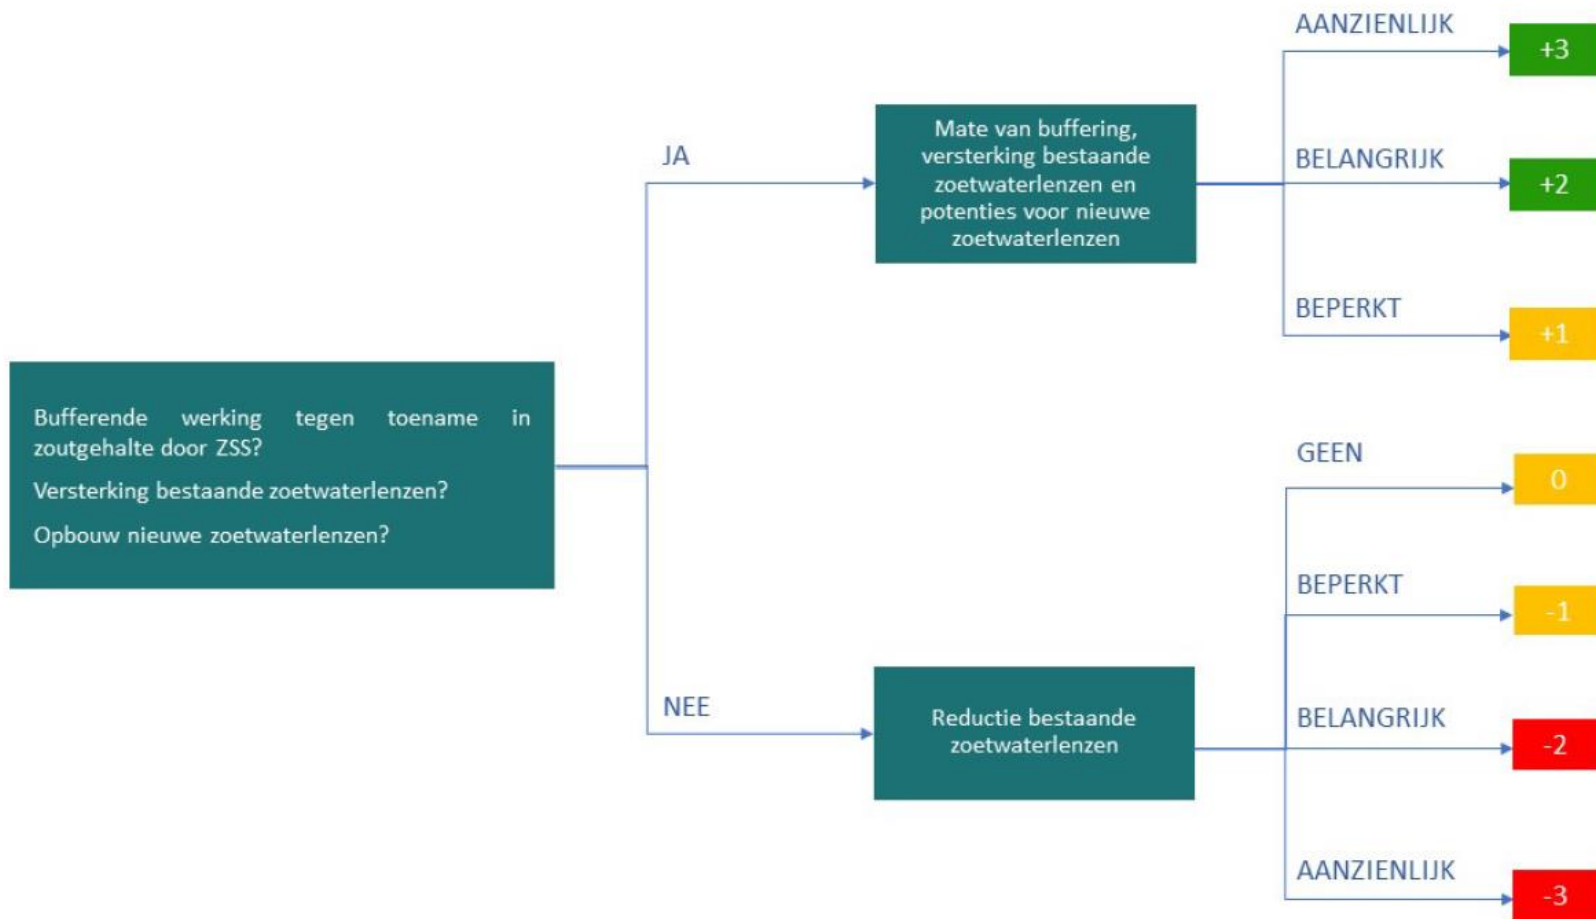 Bufferende werking tegen toename in
zoutgehalte door ZSS?
Versterking bestaande zoetwaterlenzen?
Opbouw nieuwe zoetwaterlenzen?
JA
Mate van buffering,
versterking bestaande
zoetwaterlenzen en
potenties voor nieuwe
zoetwaterlenzen
AANZIENLIJK
+3
BELANGRIJK
+2
BEPERKT
+1
NEE
Reductie bestaande
zoetwaterlenzen
GEEN
0
BEPERKT
-1
BELANGRIJK
-2
AANZIENLIJK
-3